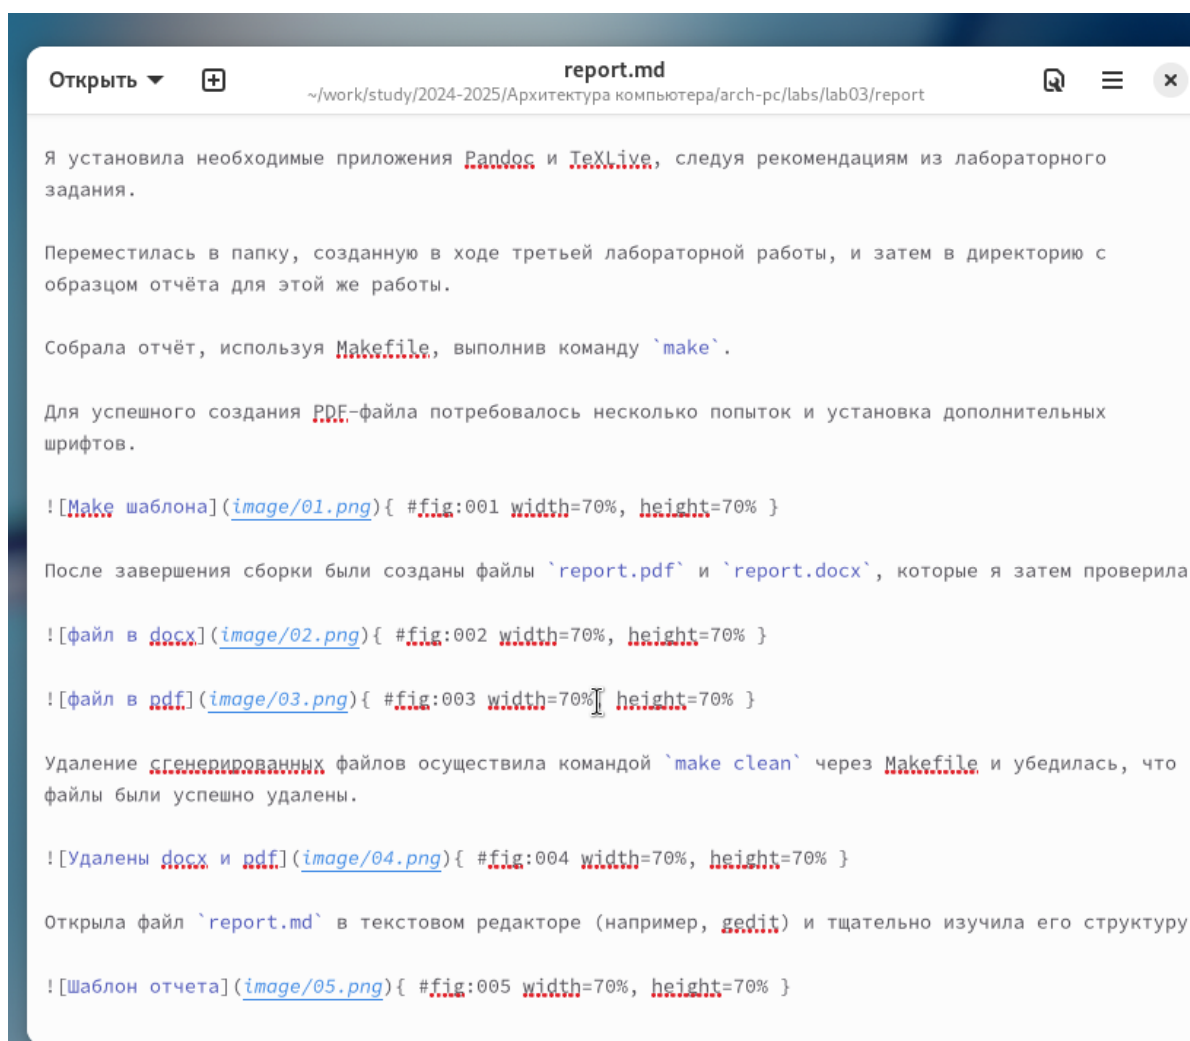 Открыть
report.md
~/work/study/2024-2025/Архитектура компьютера/arch-pc/labs/lab03/report
Я установила необходимые приложения Pandoc и TeXLive, следуя рекомендациям из лабораторного
задания.
Переместилась в папку, созданную в ходе третьей лабораторной работы, и затем в директорию с
образцом отчёта для этой же работы.
Собрала отчёт, используя Makefile, выполнив команду `make`.
Для успешного создания PDF-файла потребовалось несколько попыток и установка дополнительных
шрифтов.
![Make шаблона](image/01.png){ #fig:001 width=70%, height=70% }
После завершения сборки были созданы файлы `report.pdf` и `report.docx`, которые я затем проверила
![файл в docx](image/02.png){ #fig:002 width=70%, height=70% }
![файл в pdf](image/03.png){ #fig:003 width=70%, height=70% }
Удаление сгенерированных файлов осуществила командой `make clean` через Makefile и убедилась, что
файлы были успешно удалены.
![Удалены docx и pdf](image/04.png){ #fig:004 width=70%, height=70% }
Открыла файл `report.md` в текстовом редакторе (например, gedit) и тщательно изучила его структуру
![Шаблон отчета](image/05.png){ #fig:005 width=70%, height=70% }